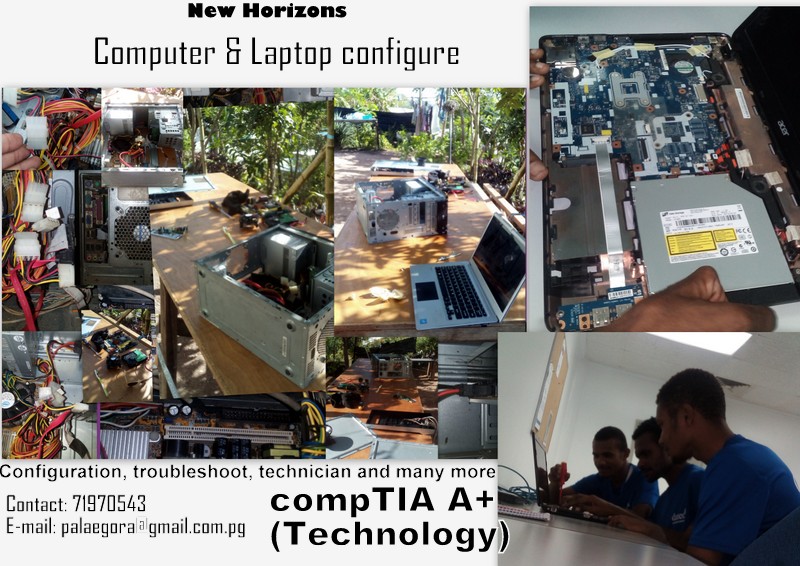 New Horizons
Computer & Laptop configure
acer
Configuration, troubleshoot, technician and many more
Contact: 71970543
E-mail: palaegora@gmail.com.pg
compTIA A+
(Technology)